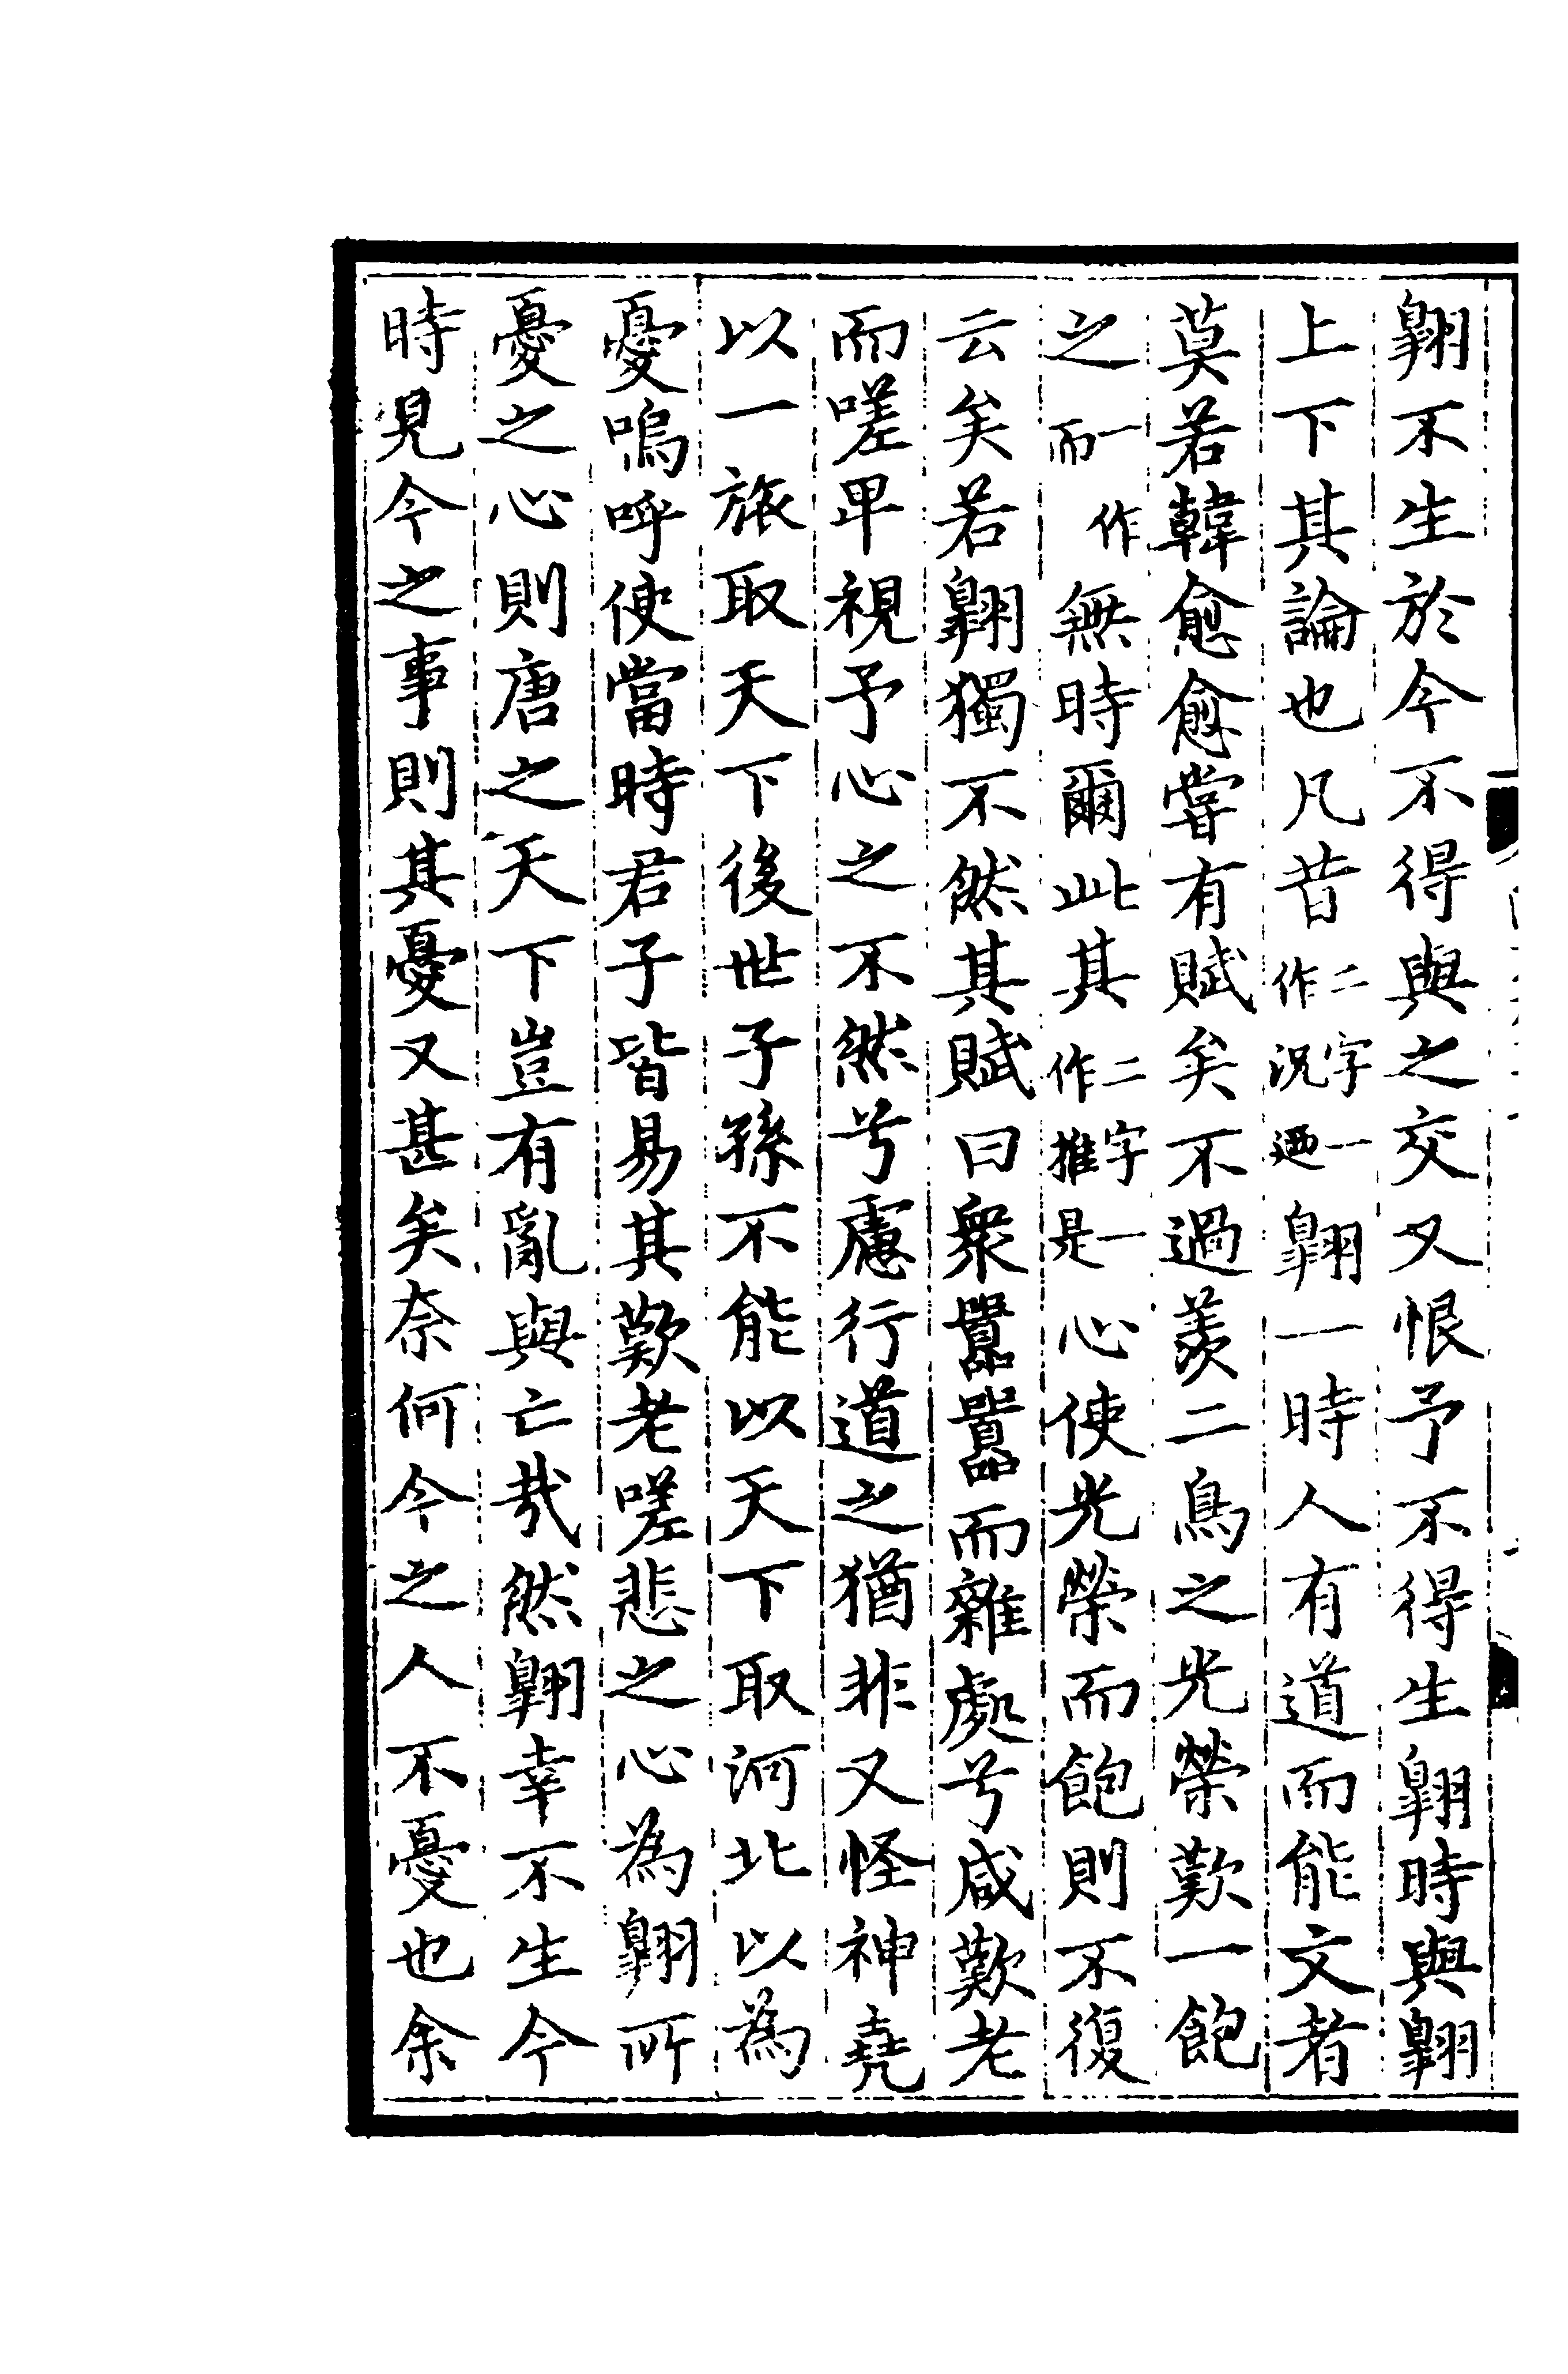 翺不生於今不得與之交又恨予不得生翺時與翺
上下其論也凡昔二字一作况廼翺一時人有道而能文者
莫若韓愈愈嘗有賦矣不過羨二鳥之光榮歎一飽
之一作而無時爾此其二字一作推是心使光榮而飽則不復
云矣若翺獨不然其賦曰衆囂囂而雜處兮咸歎老
而嗟卑視予心之不然兮慮行道之猶非又怪神堯
以一旅取天下後世子孫不能以天下取河北以為
憂嗚呼使當時君子皆易其歎老嗟悲之心為翺所
憂之心則唐之天下豈有亂與亡哉然翺幸不生今
時見今之事則其憂又甚矣奈何今之人不憂也余